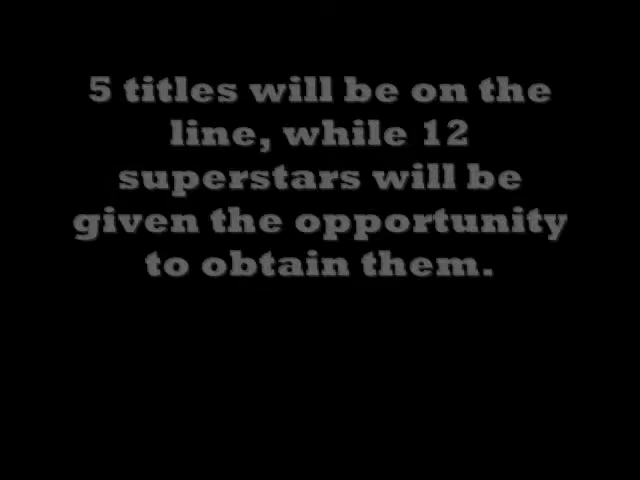 5 titles will be on the
line, while 12
superstars will be
given the opportunity
to obtain them.